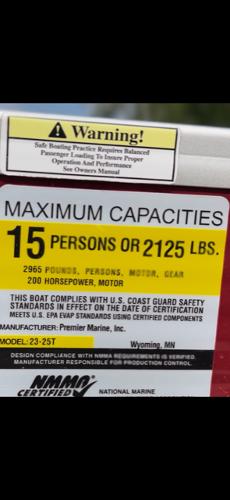 Warning!
Safe Boating Practice Requires Balanced
Passenger Loading To Insure Proper
Operation And Performance
See Owners Manual
MAXIMUM CAPACITIES
15 PERSONS OR 2125 LBS.
2965 POUNDS, PERSONS, MOTOR, GEAR
200 HORSEPOWER, MOTOR
THIS BOAT COMPLIES WITH U.S. COAST GUARD SAFETY
STANDARDS IN EFFECT ON THE DATE OF CERTIFICATION
MEETS U.S. EPA EVAP STANDARDS USING CERTIFIED COMPONENTS
MANUFACTURER: Premier Marine, Inc.
MODEL: 23-25T Wyoming, MN
DESIGN COMPLIANCE WITH NMMA REQUIREMENTS IS VERIFIED.
MANUFACTURER RESPONSIBLE FOR PRODUCTION CONTROL.
NMMA
CERTIFIED NATIONAL MARINE